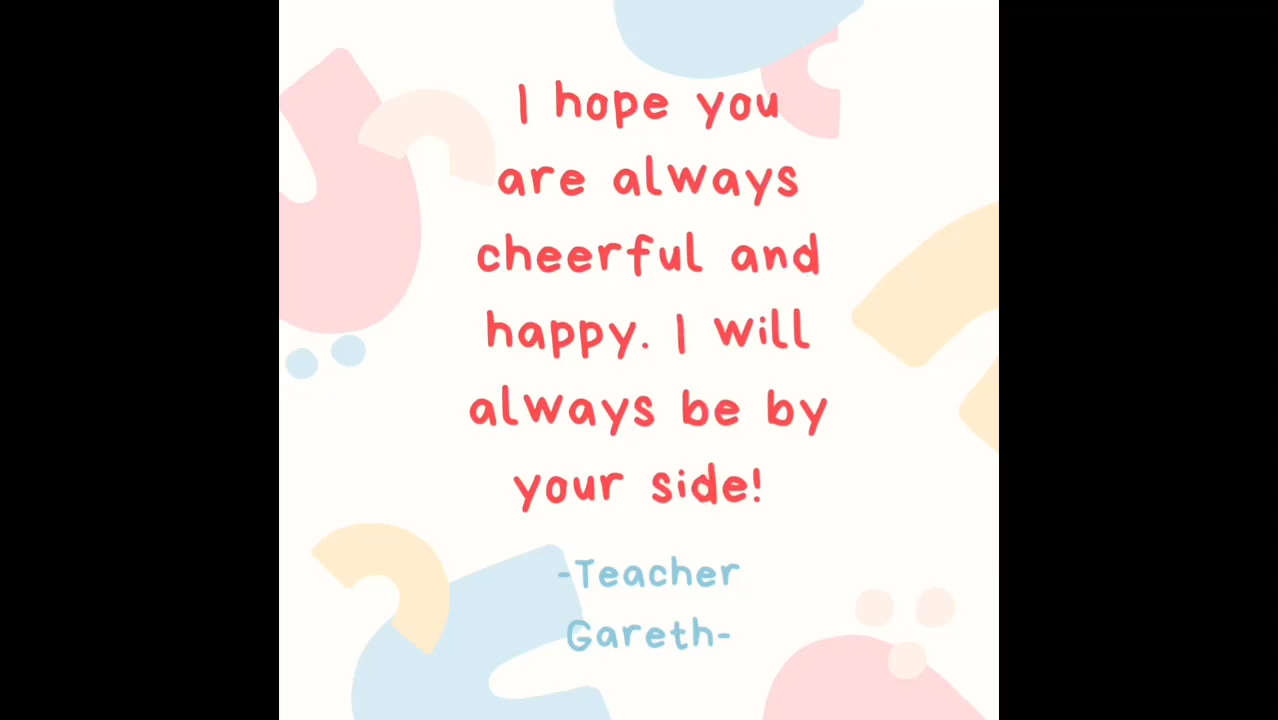 I hope you
are always
cheerful and
happy. I will
always be by
your side!
-Teacher
Gareth-